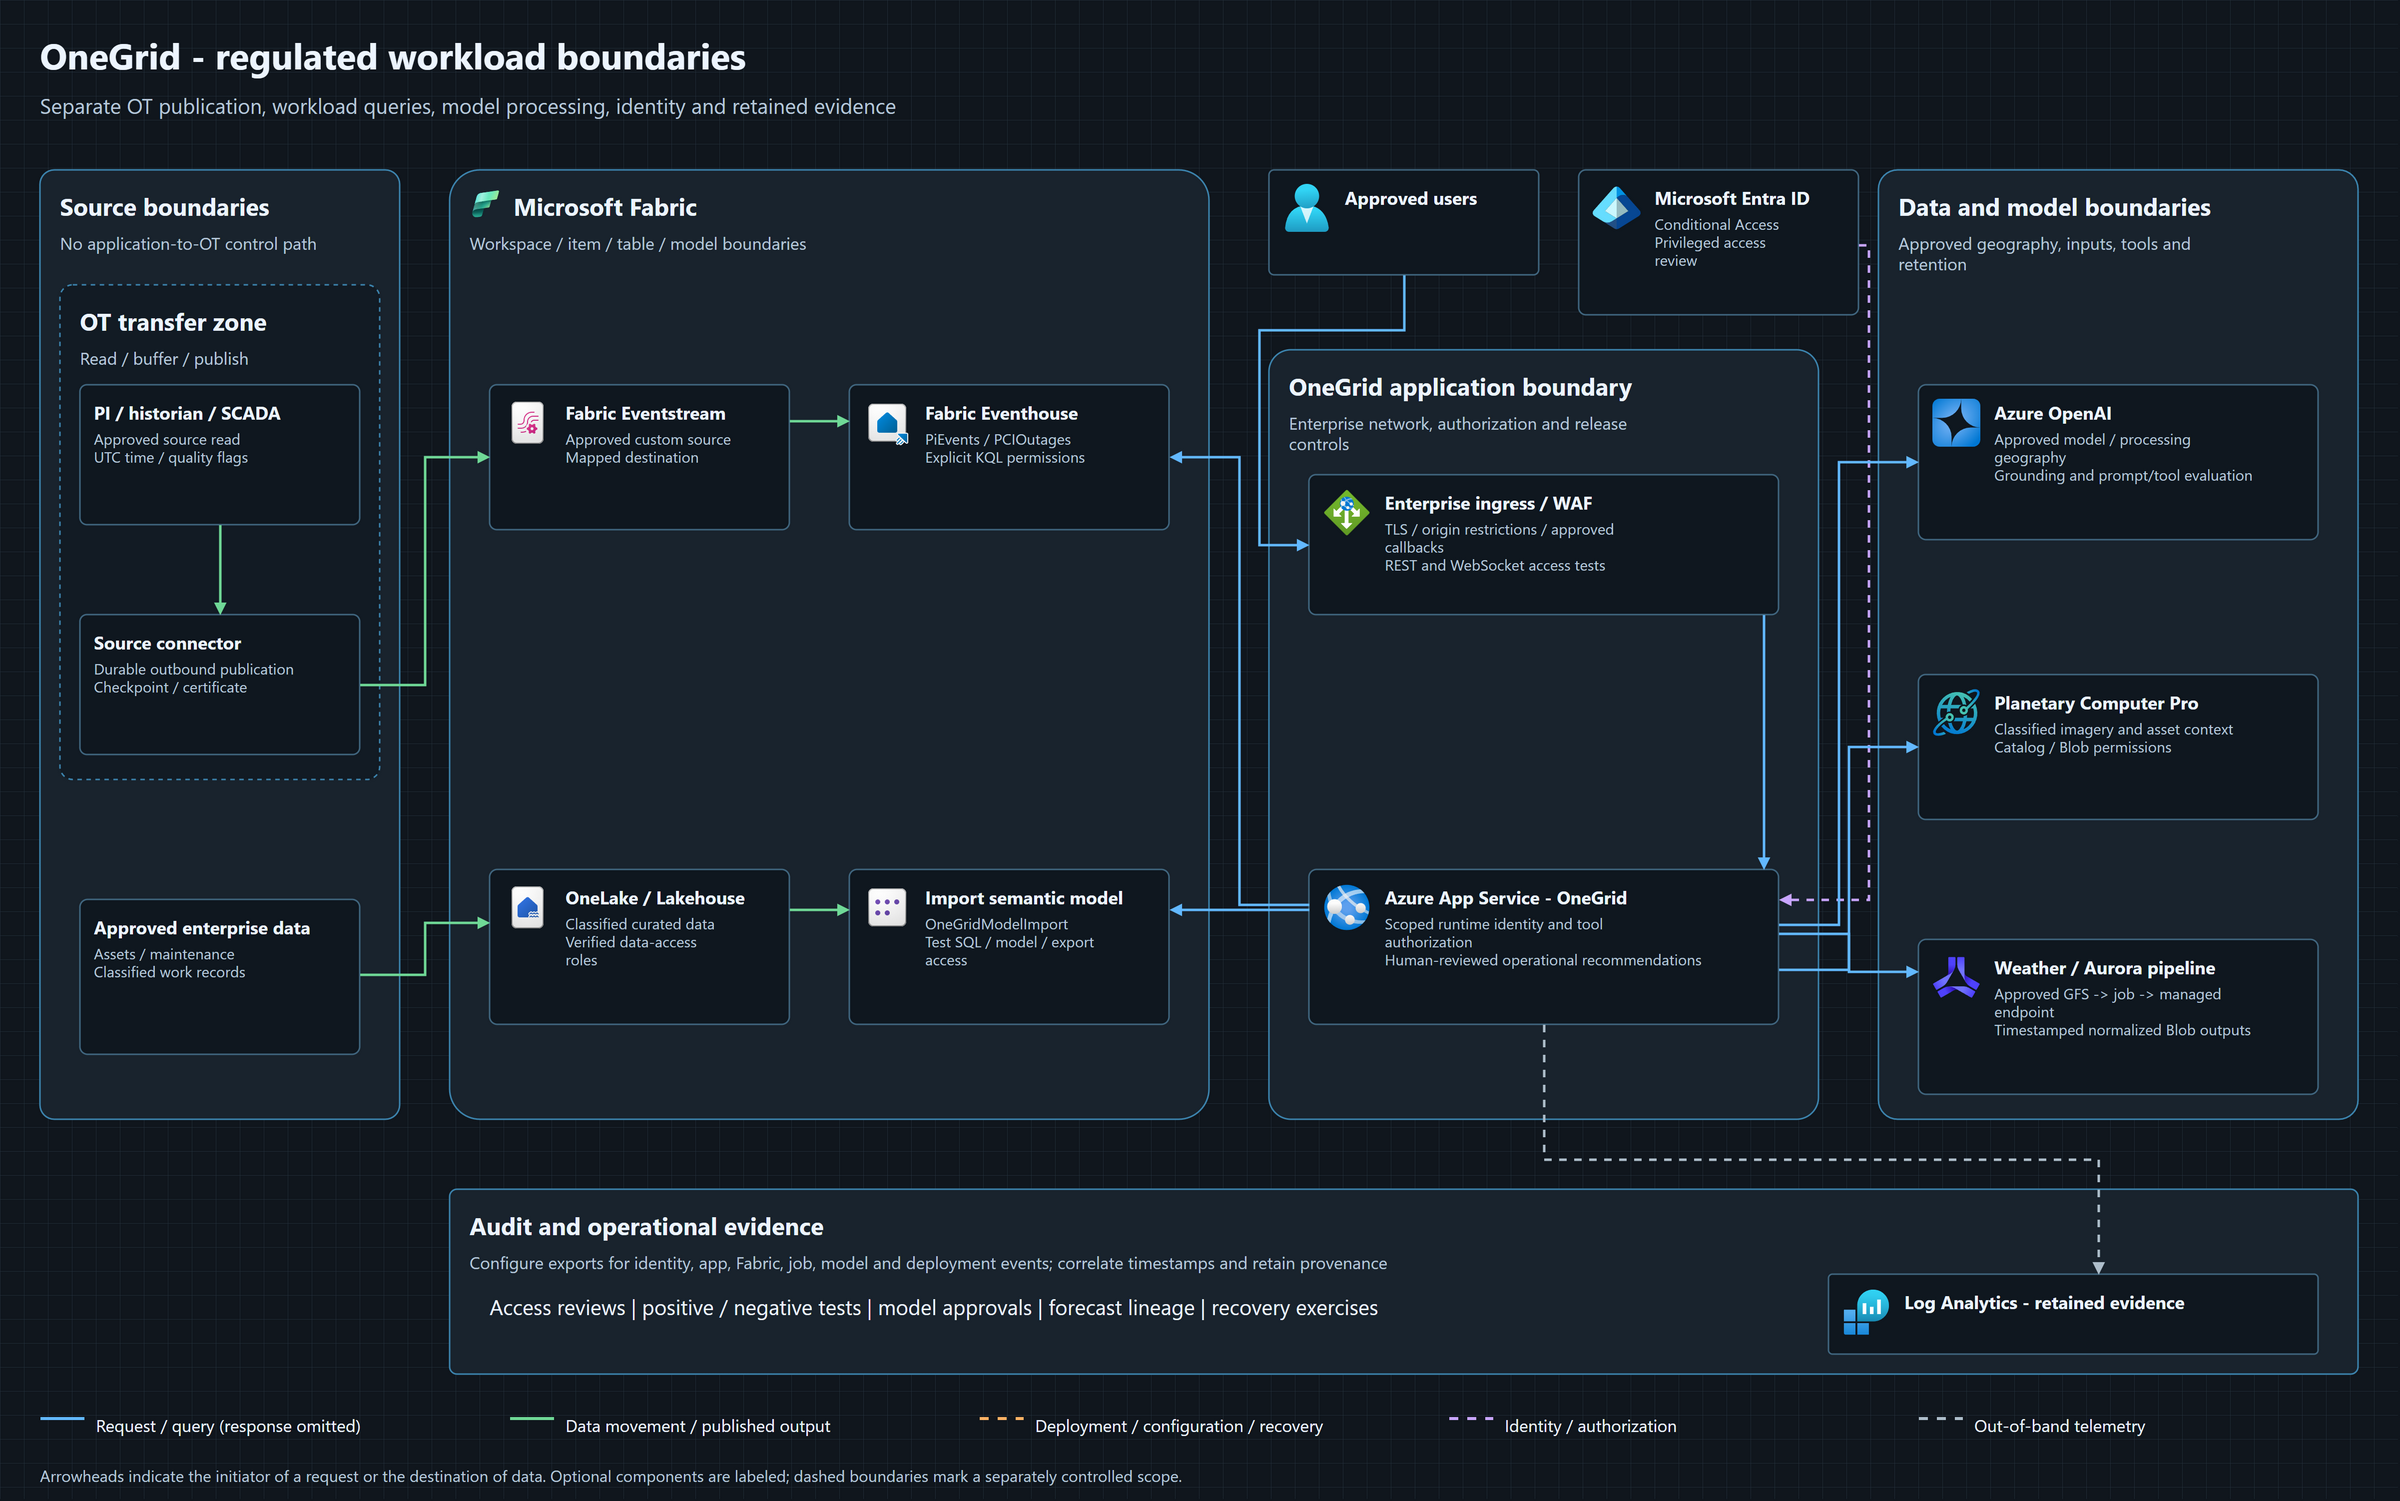 OneGrid - regulated workload boundaries
Separate OT publication, workload queries, model processing, identity and retained evidence
Source boundaries
No application-to-OT control path
OT transfer zone
Read / buffer / publish
PI / historian / SCADA
Approved source read
UTC time / quality flags
Source connector
Durable outbound publication
Checkpoint / certificate
Approved enterprise data
Assets / maintenance
Classified work records
Microsoft Fabric
Workspace / item / table / model boundaries
Fabric Eventstream
Approved custom source
Mapped destination
Fabric Eventhouse
PiEvents / PCIOutages
Explicit KQL permissions
OneLake / Lakehouse
Classified curated data
Verified data-access
roles
Import semantic model
OneGridModelImport
Test SQL / model / export
access
Approved users
Microsoft Entra ID
Conditional Access
Privileged access
review
OneGrid application boundary
Enterprise network, authorization and release
controls
Enterprise ingress / WAF
TLS / origin restrictions / approved
callbacks
REST and WebSocket access tests
Azure App Service - OneGrid
Scoped runtime identity and tool
authorization
Human-reviewed operational recommendations
Data and model boundaries
Approved geography, inputs, tools and
retention
Azure OpenAI
Approved model / processing
geography
Grounding and prompt/tool evaluation
Planetary Computer Pro
Classified imagery and asset context
Catalog / Blob permissions
Weather / Aurora pipeline
Approved GFS -> job -> managed
endpoint
Timestamped normalized Blob outputs
Audit and operational evidence
Configure exports for identity, app, Fabric, job, model and deployment events; correlate timestamps and retain provenance
Access reviews | positive / negative tests | model approvals | forecast lineage | recovery exercises
Log Analytics - retained evidence
Request / query (response omitted)
Data movement / published output
Deployment / configuration / recovery
Identity / authorization
Out-of-band telemetry
Arrowheads indicate the initiator of a request or the destination of data. Optional components are labeled; dashed boundaries mark a separately controlled scope.